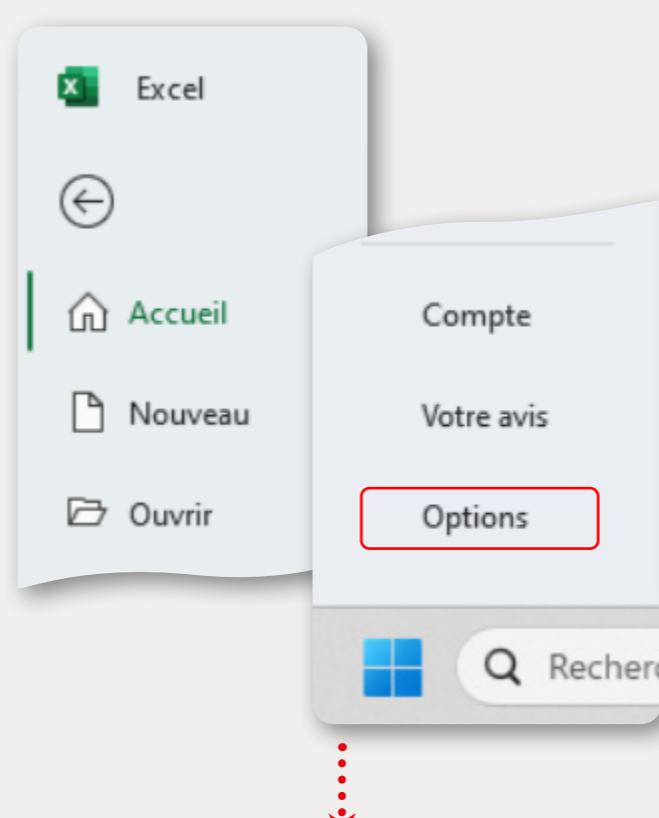 Excel
Accueil
Nouveau
Ouvrir
Compte
Votre avis
Options